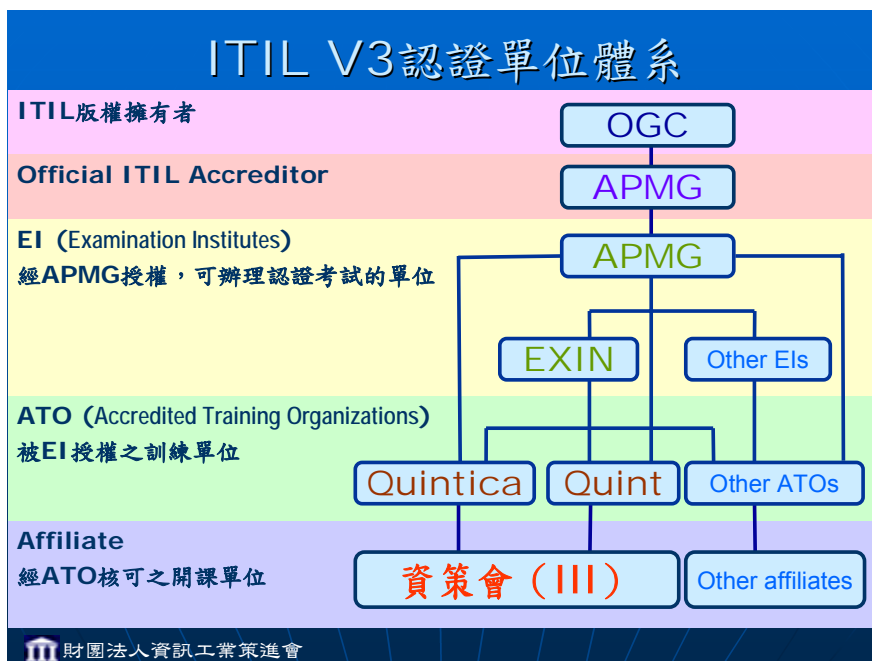 ITIL V3認證單位體系
ITIL版權擁有者
OGC
Official ITIL Accreditor
APMG
EI (Examination Institutes)
經APMG授權，可辦理認證考試的單位
APMG
EXIN
Other EIs
ATO (Accredited Training Organizations)
被EI授權之訓練單位
Quintica
Quint
Other ATOs
Affiliate
經ATO核可之開課單位
資策會（III）
Other affiliates
財團法人資訊工業策進會